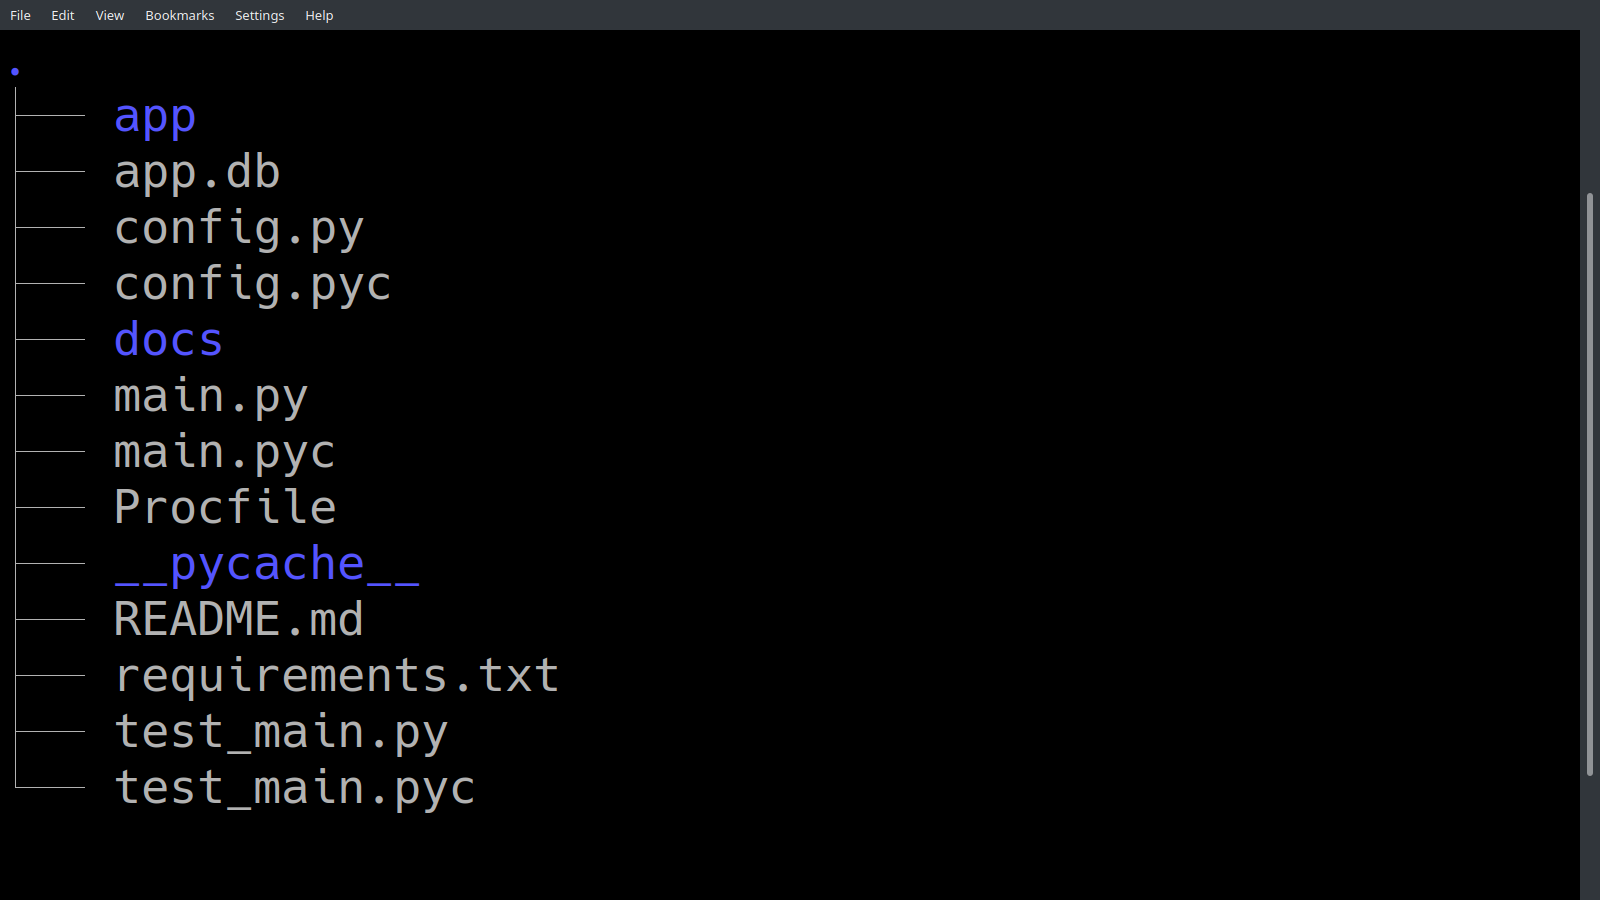 File Edit View Bookmarks Settings Help
.
├── app
├── app.db
├── config.py
├── config.pyc
├── docs
├── main.py
├── main.pyc
├── Procfile
├── __pycache__
├── README.md
├── requirements.txt
├── test_main.py
└── test_main.pyc